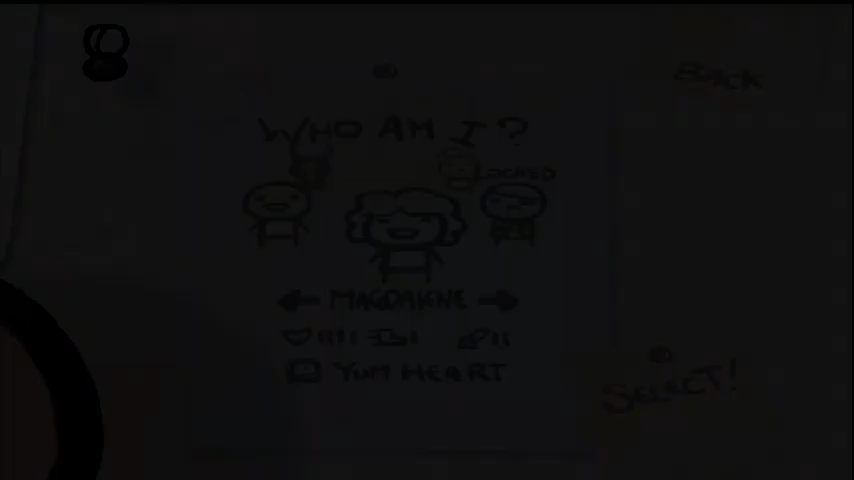 BACK
WHO AM I?
LOCKED
MAGDALENE
YUM HEART
SELECT!